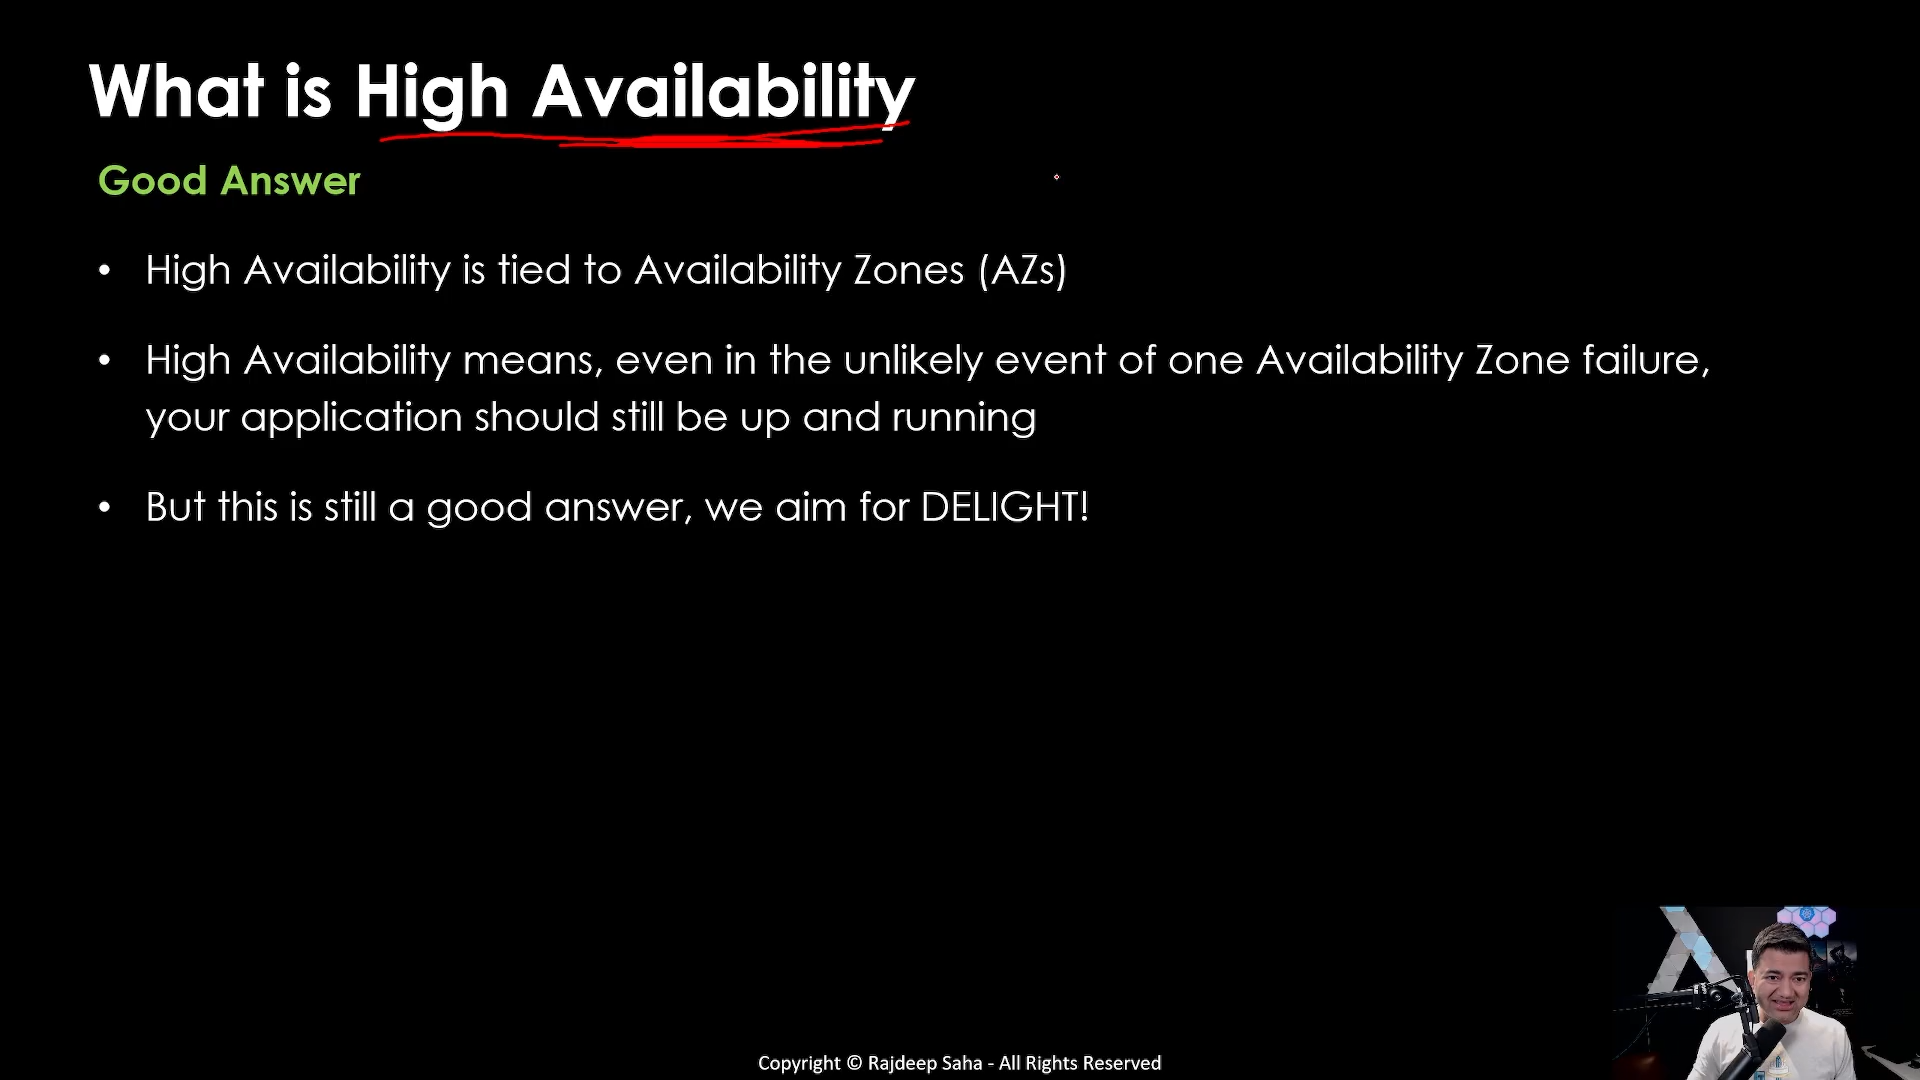 What is High Availability
Good Answer
• High Availability is tied to Availability Zones (AZs)
• High Availability means, even in the unlikely event of one Availability Zone failure,
your application should still be up and running
• But this is still a good answer, we aim for DELIGHT!
Copyright © Rajdeep Saha - All Rights Reserved